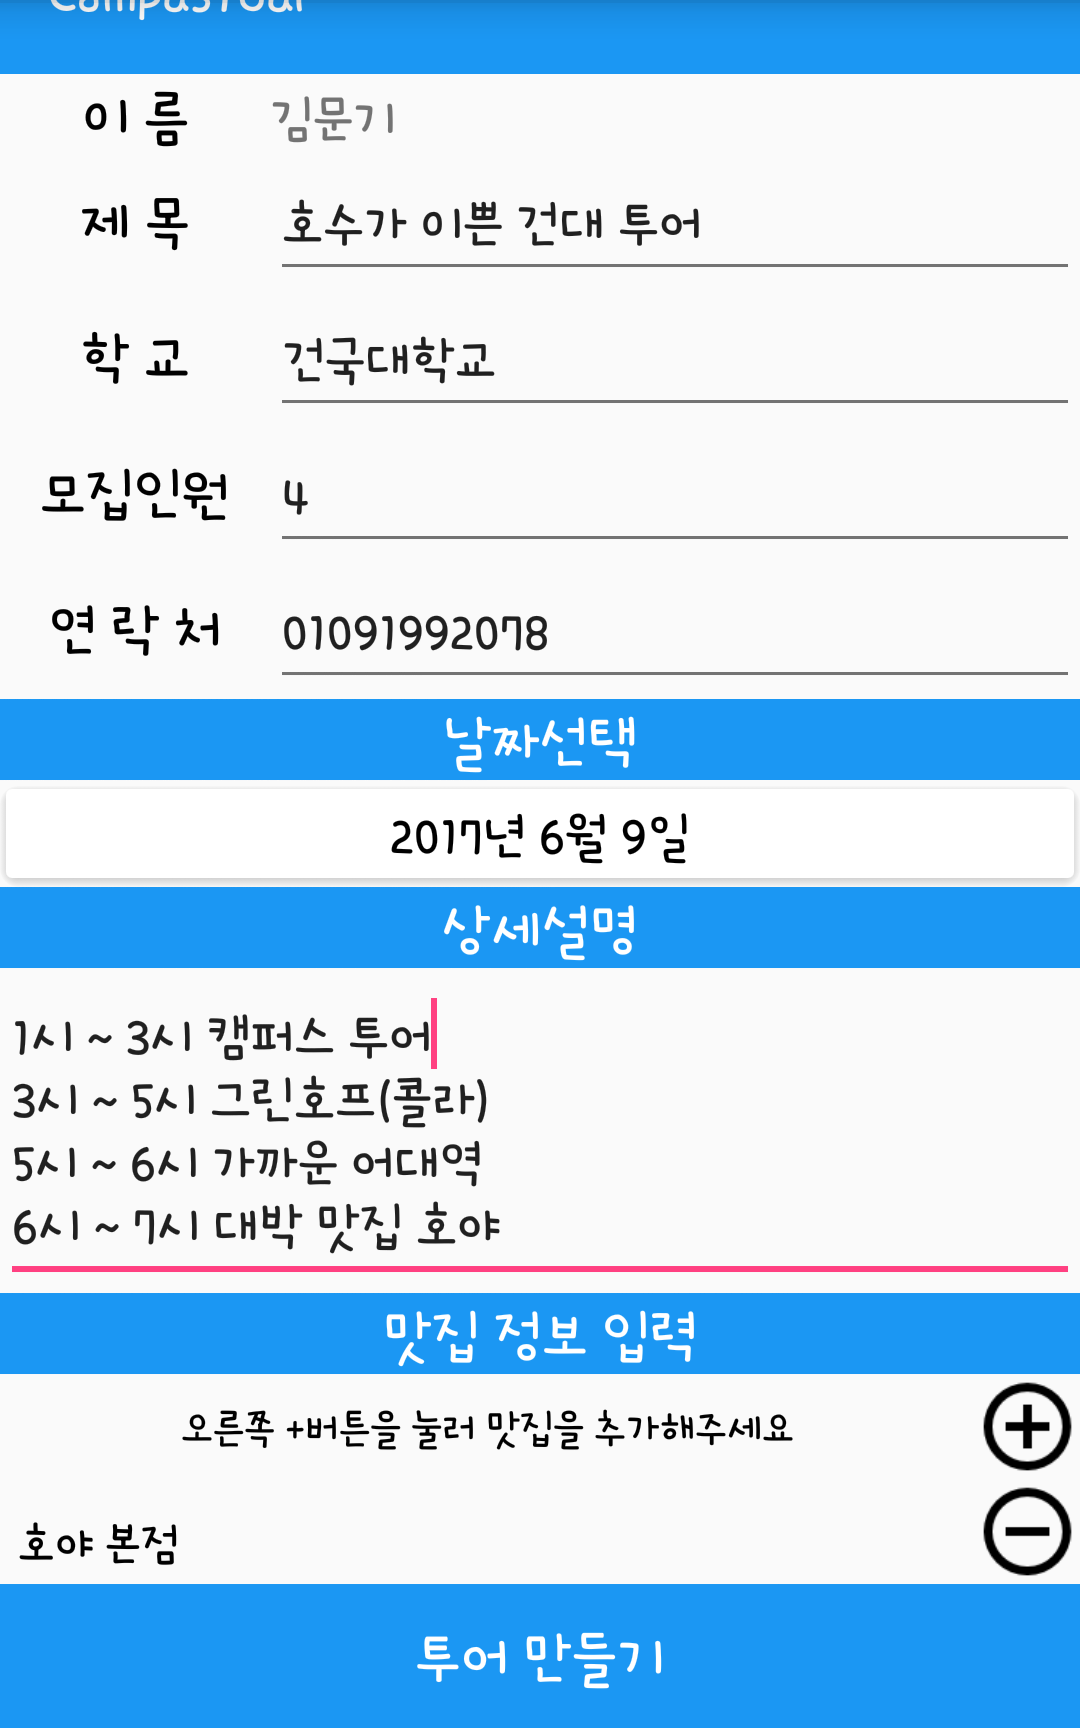 CampusTour
이 름 김문기
제 목 호수가 이쁜 건대 투어
학 교 건국대학교
모집인원 4
연 락 처 01091992078
날짜선택
2017년 6월 9일
상세설명
1시 ~ 3시 캠퍼스 투어
3시 ~ 5시 그린호프(콜라)
5시 ~ 6시 가까운 어대역
6시 ~ 7시 대박 맛집 호야
맛집 정보 입력
오른쪽 +버튼을 눌러 맛집을 추가해주세요
호야 본점
투어 만들기